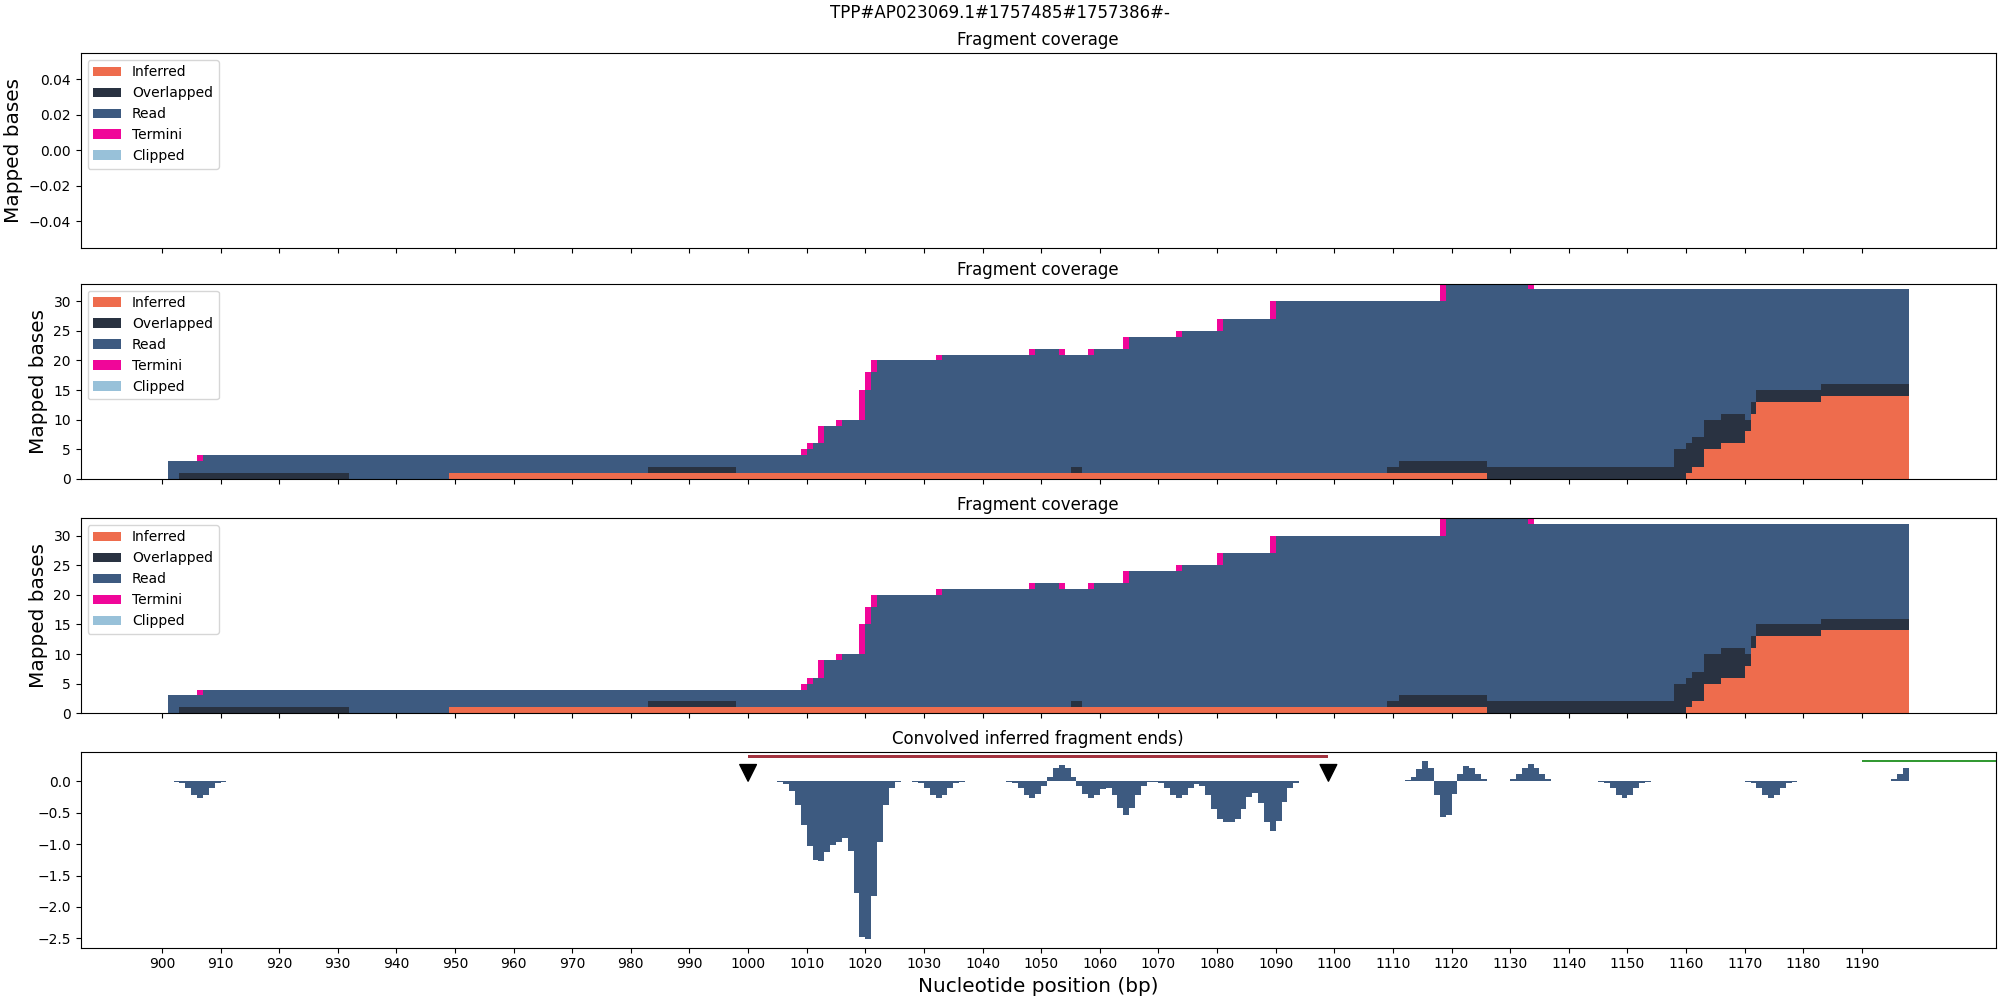 TPP#AP023069.1#1757485#1757386#-
Fragment coverage
Mapped bases
0.04
0.02
0.00
−0.02
−0.04
Inferred
Overlapped
Read
Termini
Clipped
Fragment coverage
Mapped bases
30
25
20
15
10
5
0
Inferred
Overlapped
Read
Termini
Clipped
Fragment coverage
Mapped bases
30
25
20
15
10
5
0
Inferred
Overlapped
Read
Termini
Clipped
Convolved inferred fragment ends)
0.0
−0.5
−1.0
−1.5
−2.0
−2.5
900 910 920 930 940 950 960 970 980 990 1000 1010 1020 1030 1040 1050 1060 1070 1080 1090 1100 1110 1120 1130 1140 1150 1160 1170 1180 1190
Nucleotide position (bp)